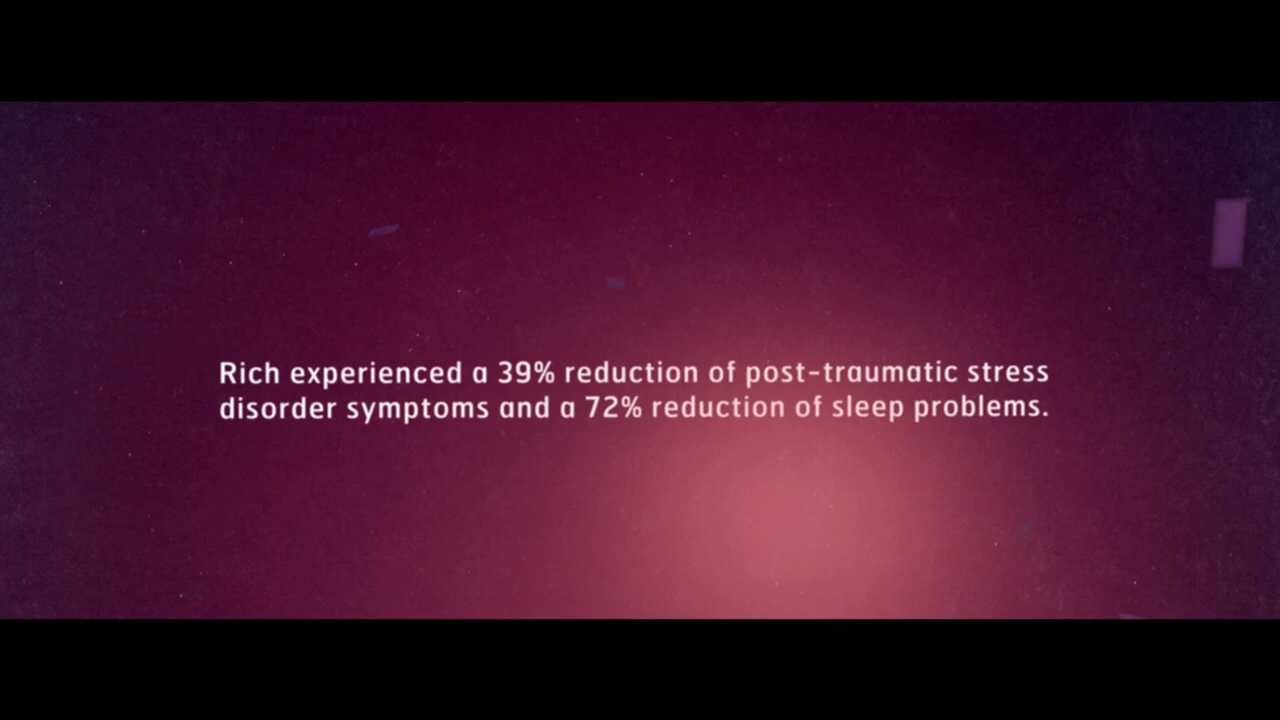 Rich experienced a 39% reduction of post-traumatic stress
disorder symptoms and a 72% reduction of sleep problems.